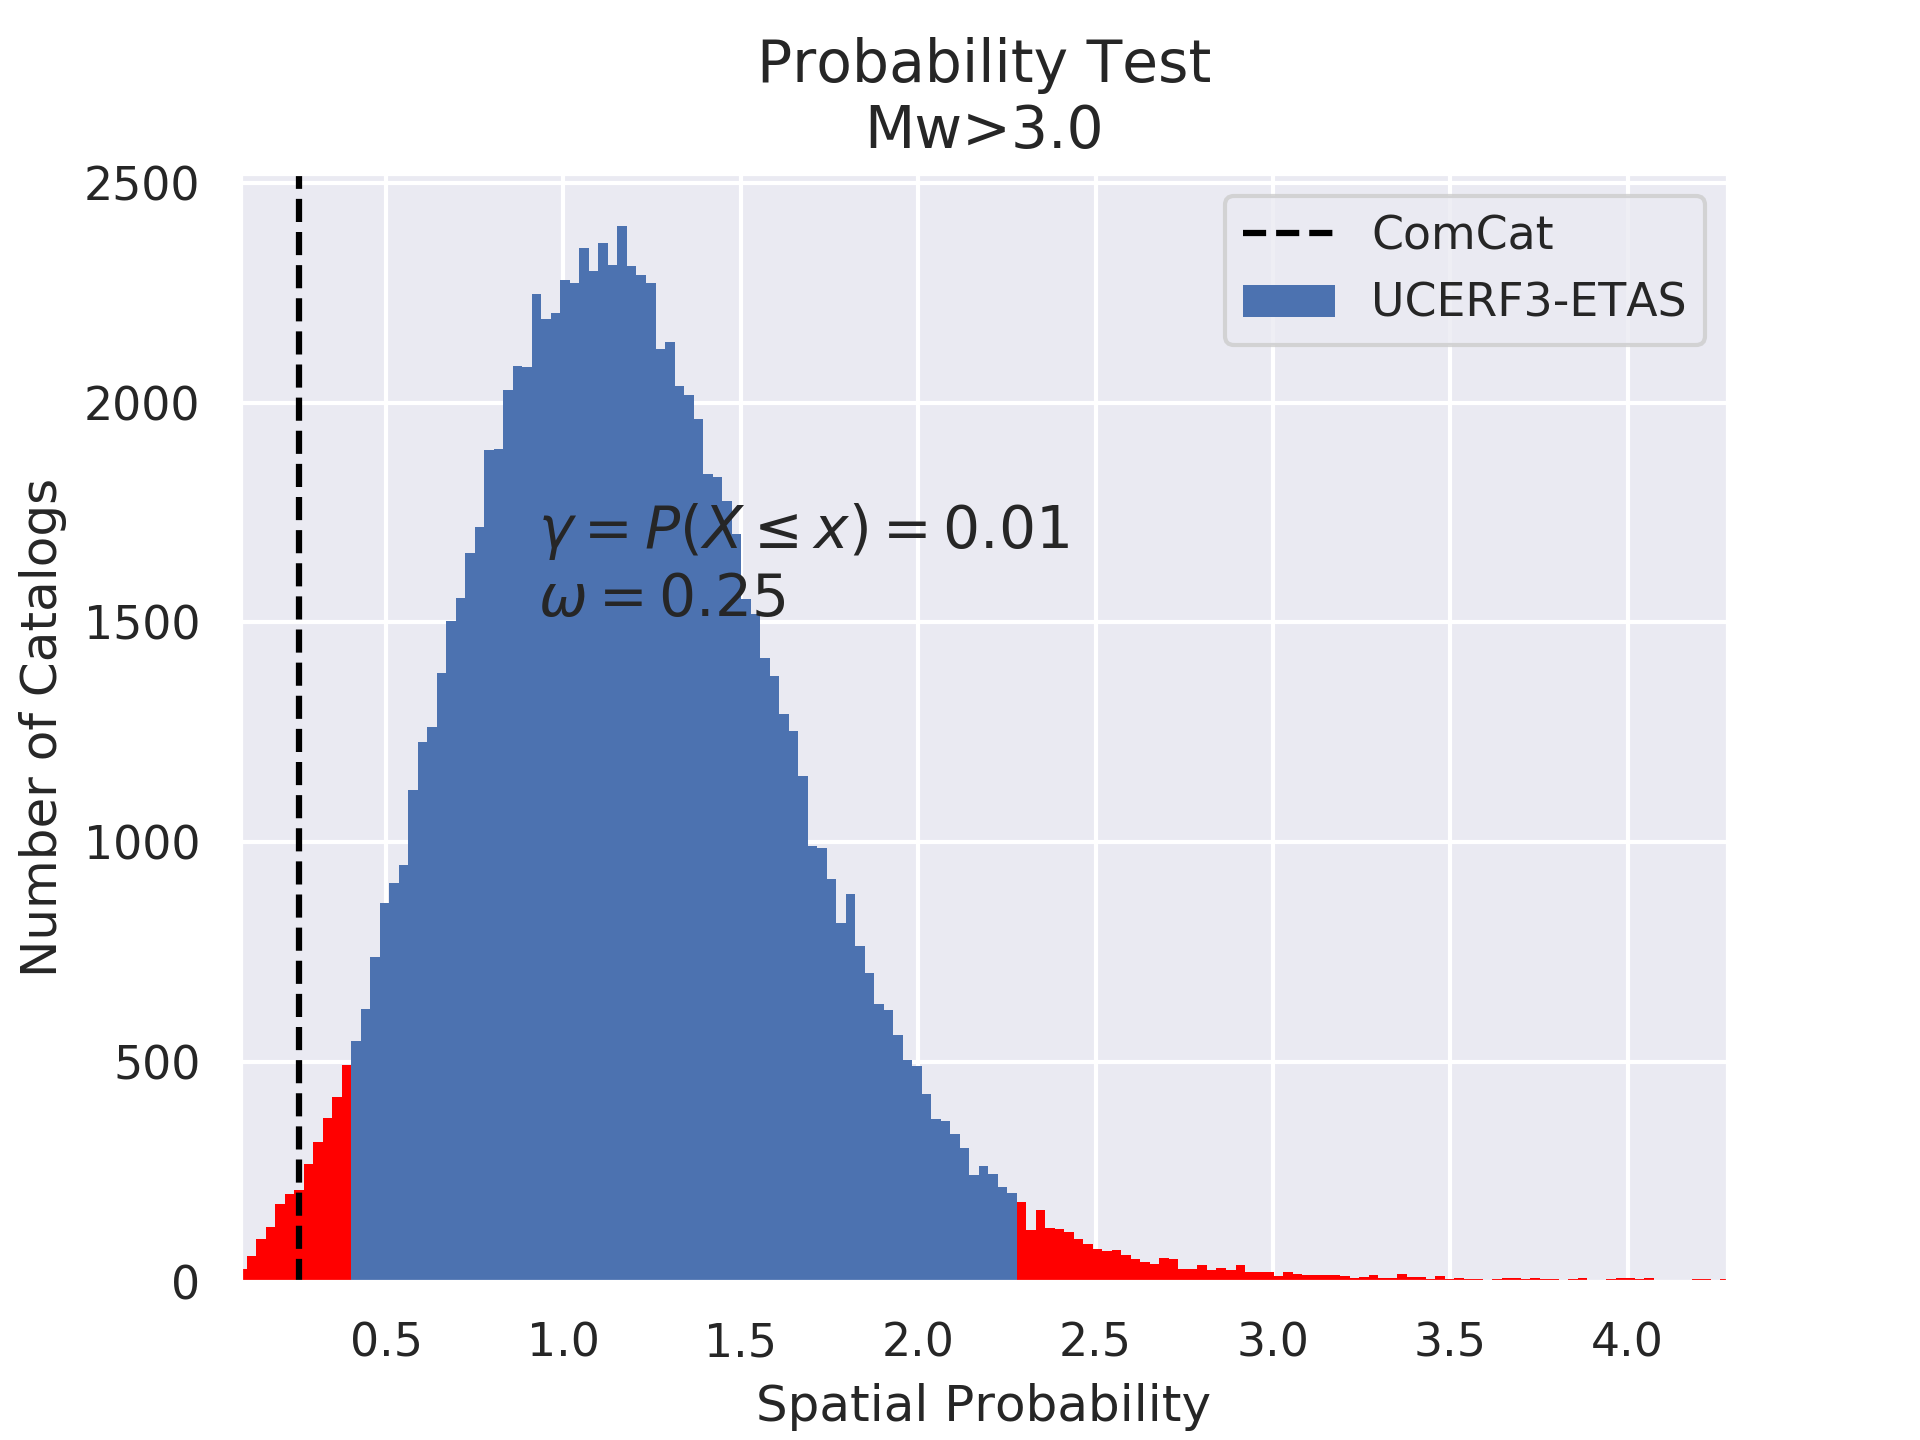 Probability Test
Mw>3.0
2500
2000
1500
1000
500
0
Number of Catalogs
ComCat
UCERF3-ETAS
γ = P(X ≤ x) = 0.01
ω = 0.25
0.5 1.0 1.5 2.0 2.5 3.0 3.5 4.0
Spatial Probability